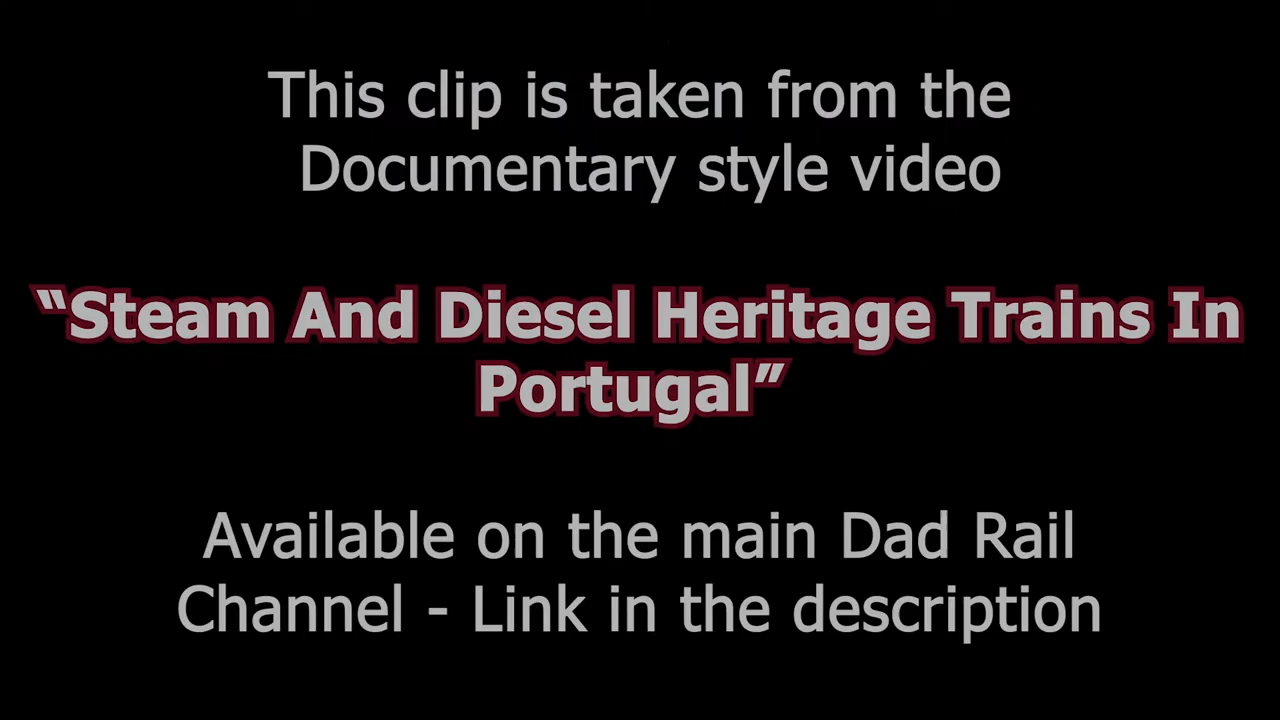 This clip is taken from the
Documentary style video
“Steam And Diesel Heritage Trains In
Portugal”
Available on the main Dad Rail
Channel - Link in the description